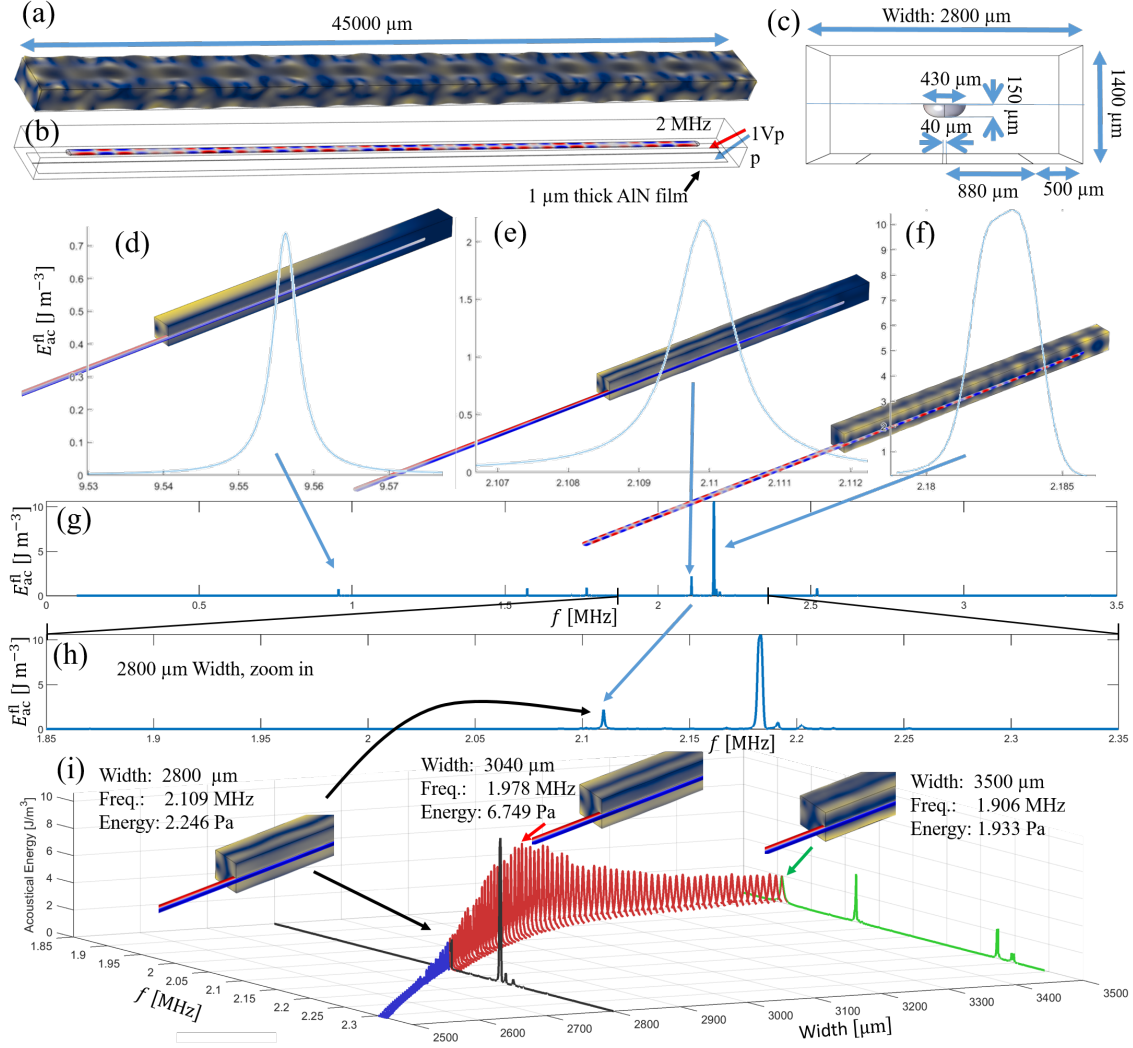 (a)
45000 µm
(b)
2 MHz
1Vp
p
1 µm thick AlN film
(c)
Width: 2800 µm
430 µm
150 µm
1400 µm
40 µm
880 µm
500 µm
(d)
E_ac^fl [J m⁻³]
0.7
0.6
0.5
0.4
0.3
0.2
0.1
0
9.53
9.54
9.55
9.56
9.57
(e)
2
1.5
1
0.5
0
2.107
2.108
2.109
2.110
2.111
2.112
(f)
10
9
8
7
6
5
4
3
2
1
2.18
2.185
(g)
E_ac^fl [J m⁻³]
10
5
0
0
0.5
1
1.5
2
2.5
3
3.5
f [MHz]
(h)
E_ac^fl [J m⁻³]
2800 µm Width, zoom in
10
5
0
1.85
1.9
1.95
2
2.05
2.1
2.15
2.2
2.25
2.3
2.35
f [MHz]
(i)
Width: 2800 µm
Freq.: 2.109 MHz
Energy: 2.246 Pa
Width: 3040 µm
Freq.: 1.978 MHz
Energy: 6.749 Pa
Width: 3500 µm
Freq.: 1.906 MHz
Energy: 1.933 Pa
Acoustical Energy [J/m³]
10
8
6
4
2
0
1.85
1.9
1.95
2
2.05
2.1
2.15
2.2
2.25
2.3
f [MHz]
2500
2600
2700
2800
2900
3000
3100
3200
3300
3400
3500
Width [µm]